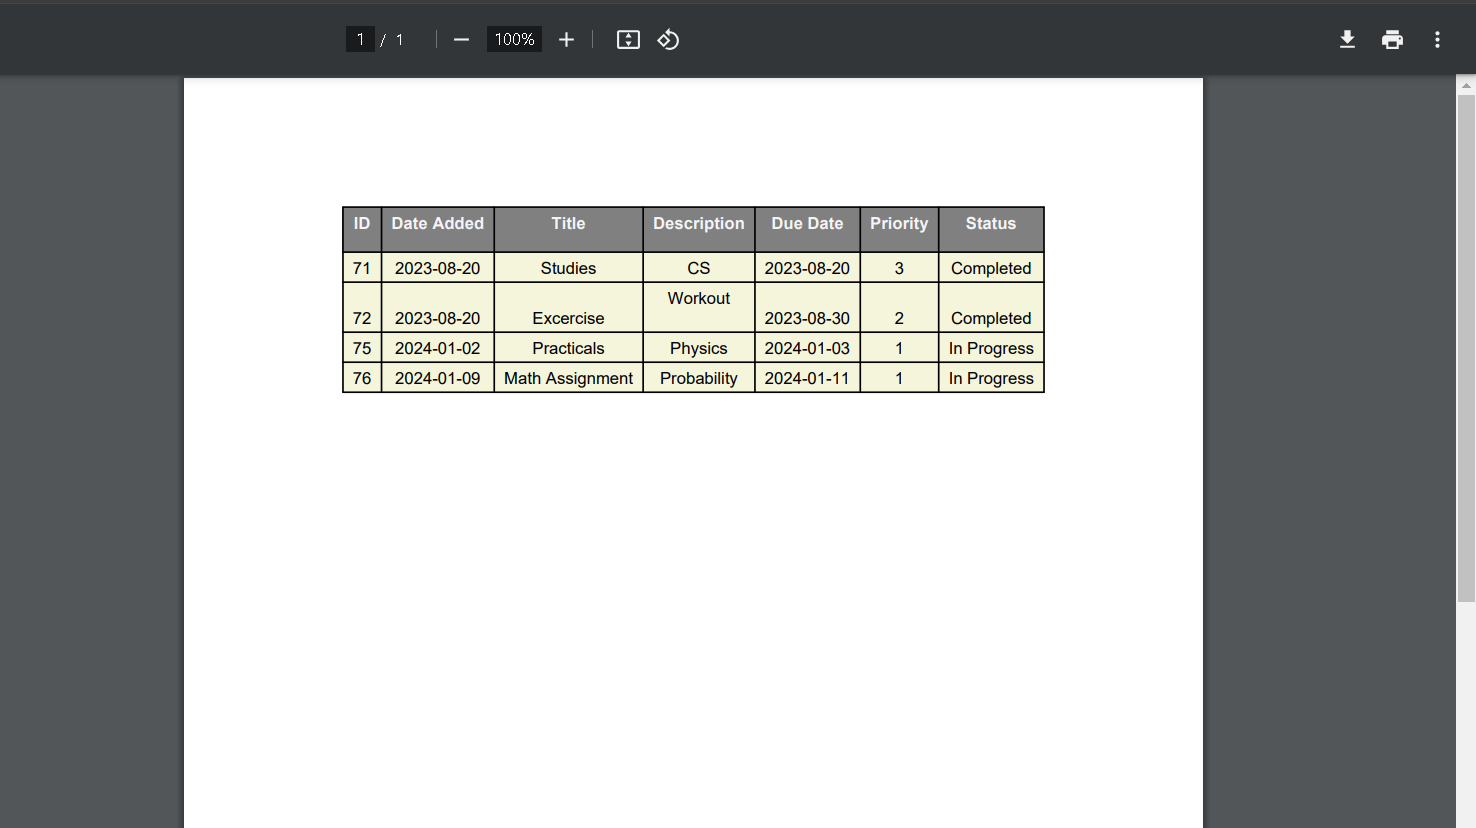 1 / 1 100%
ID Date Added Title Description Due Date Priority Status
71 2023-08-20 Studies CS 2023-08-20 3 Completed
Workout
72 2023-08-20 Excercise 2023-08-30 2 Completed
75 2024-01-02 Practicals Physics 2024-01-03 1 In Progress
76 2024-01-09 Math Assignment Probability 2024-01-11 1 In Progress